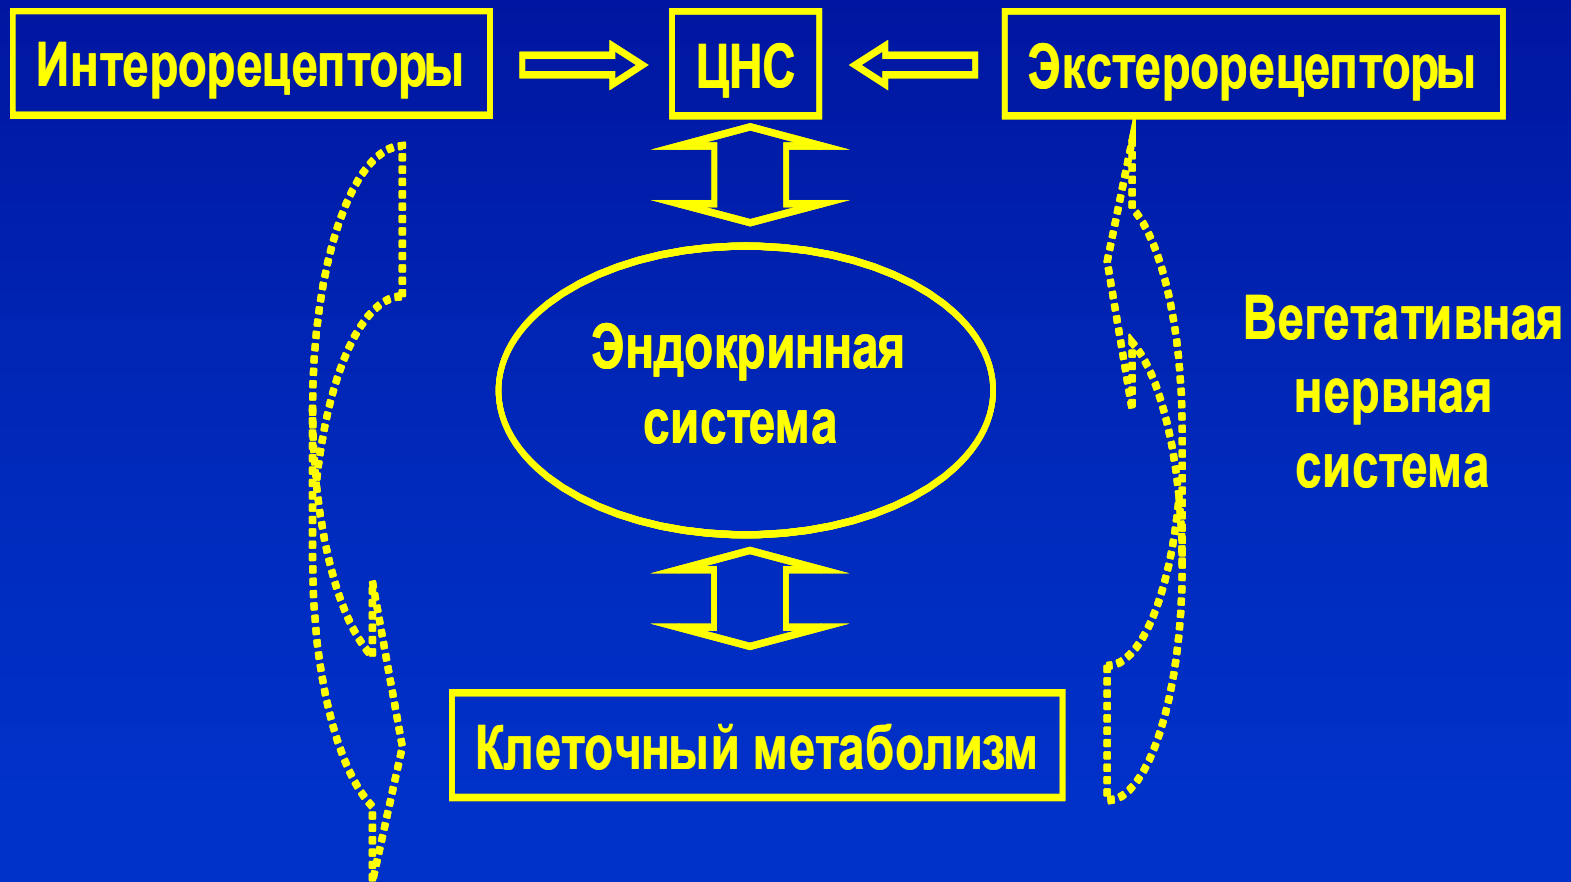 Интерорецепторы
ЦНС
Экстерорецепторы
Эндокринная
система
Вегетативная
нервная
система
Клеточный метаболизм